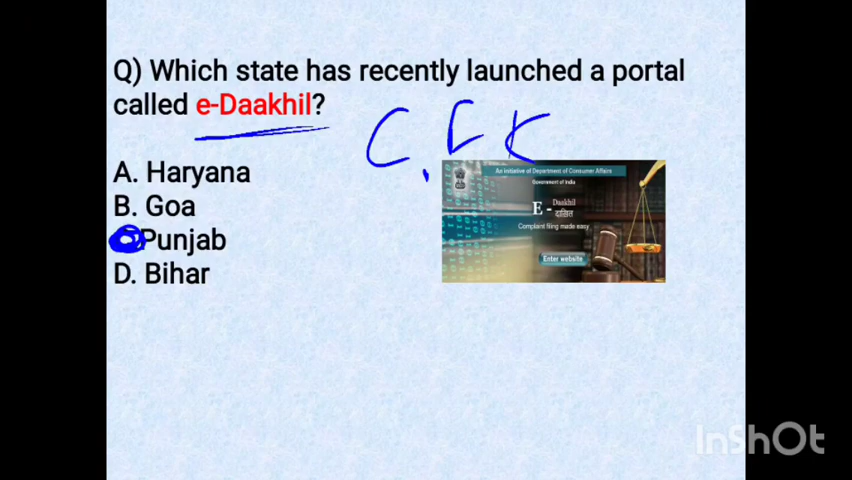 Q) Which state has recently launched a portal
called e-Daakhil?
A. Haryana
B. Goa
Punjab
D. Bihar
An initiative of Department of Consumer Affairs
Government of India
E - Daakhil
दाखिल
Complaint filing made easy
Enter website
InShOt